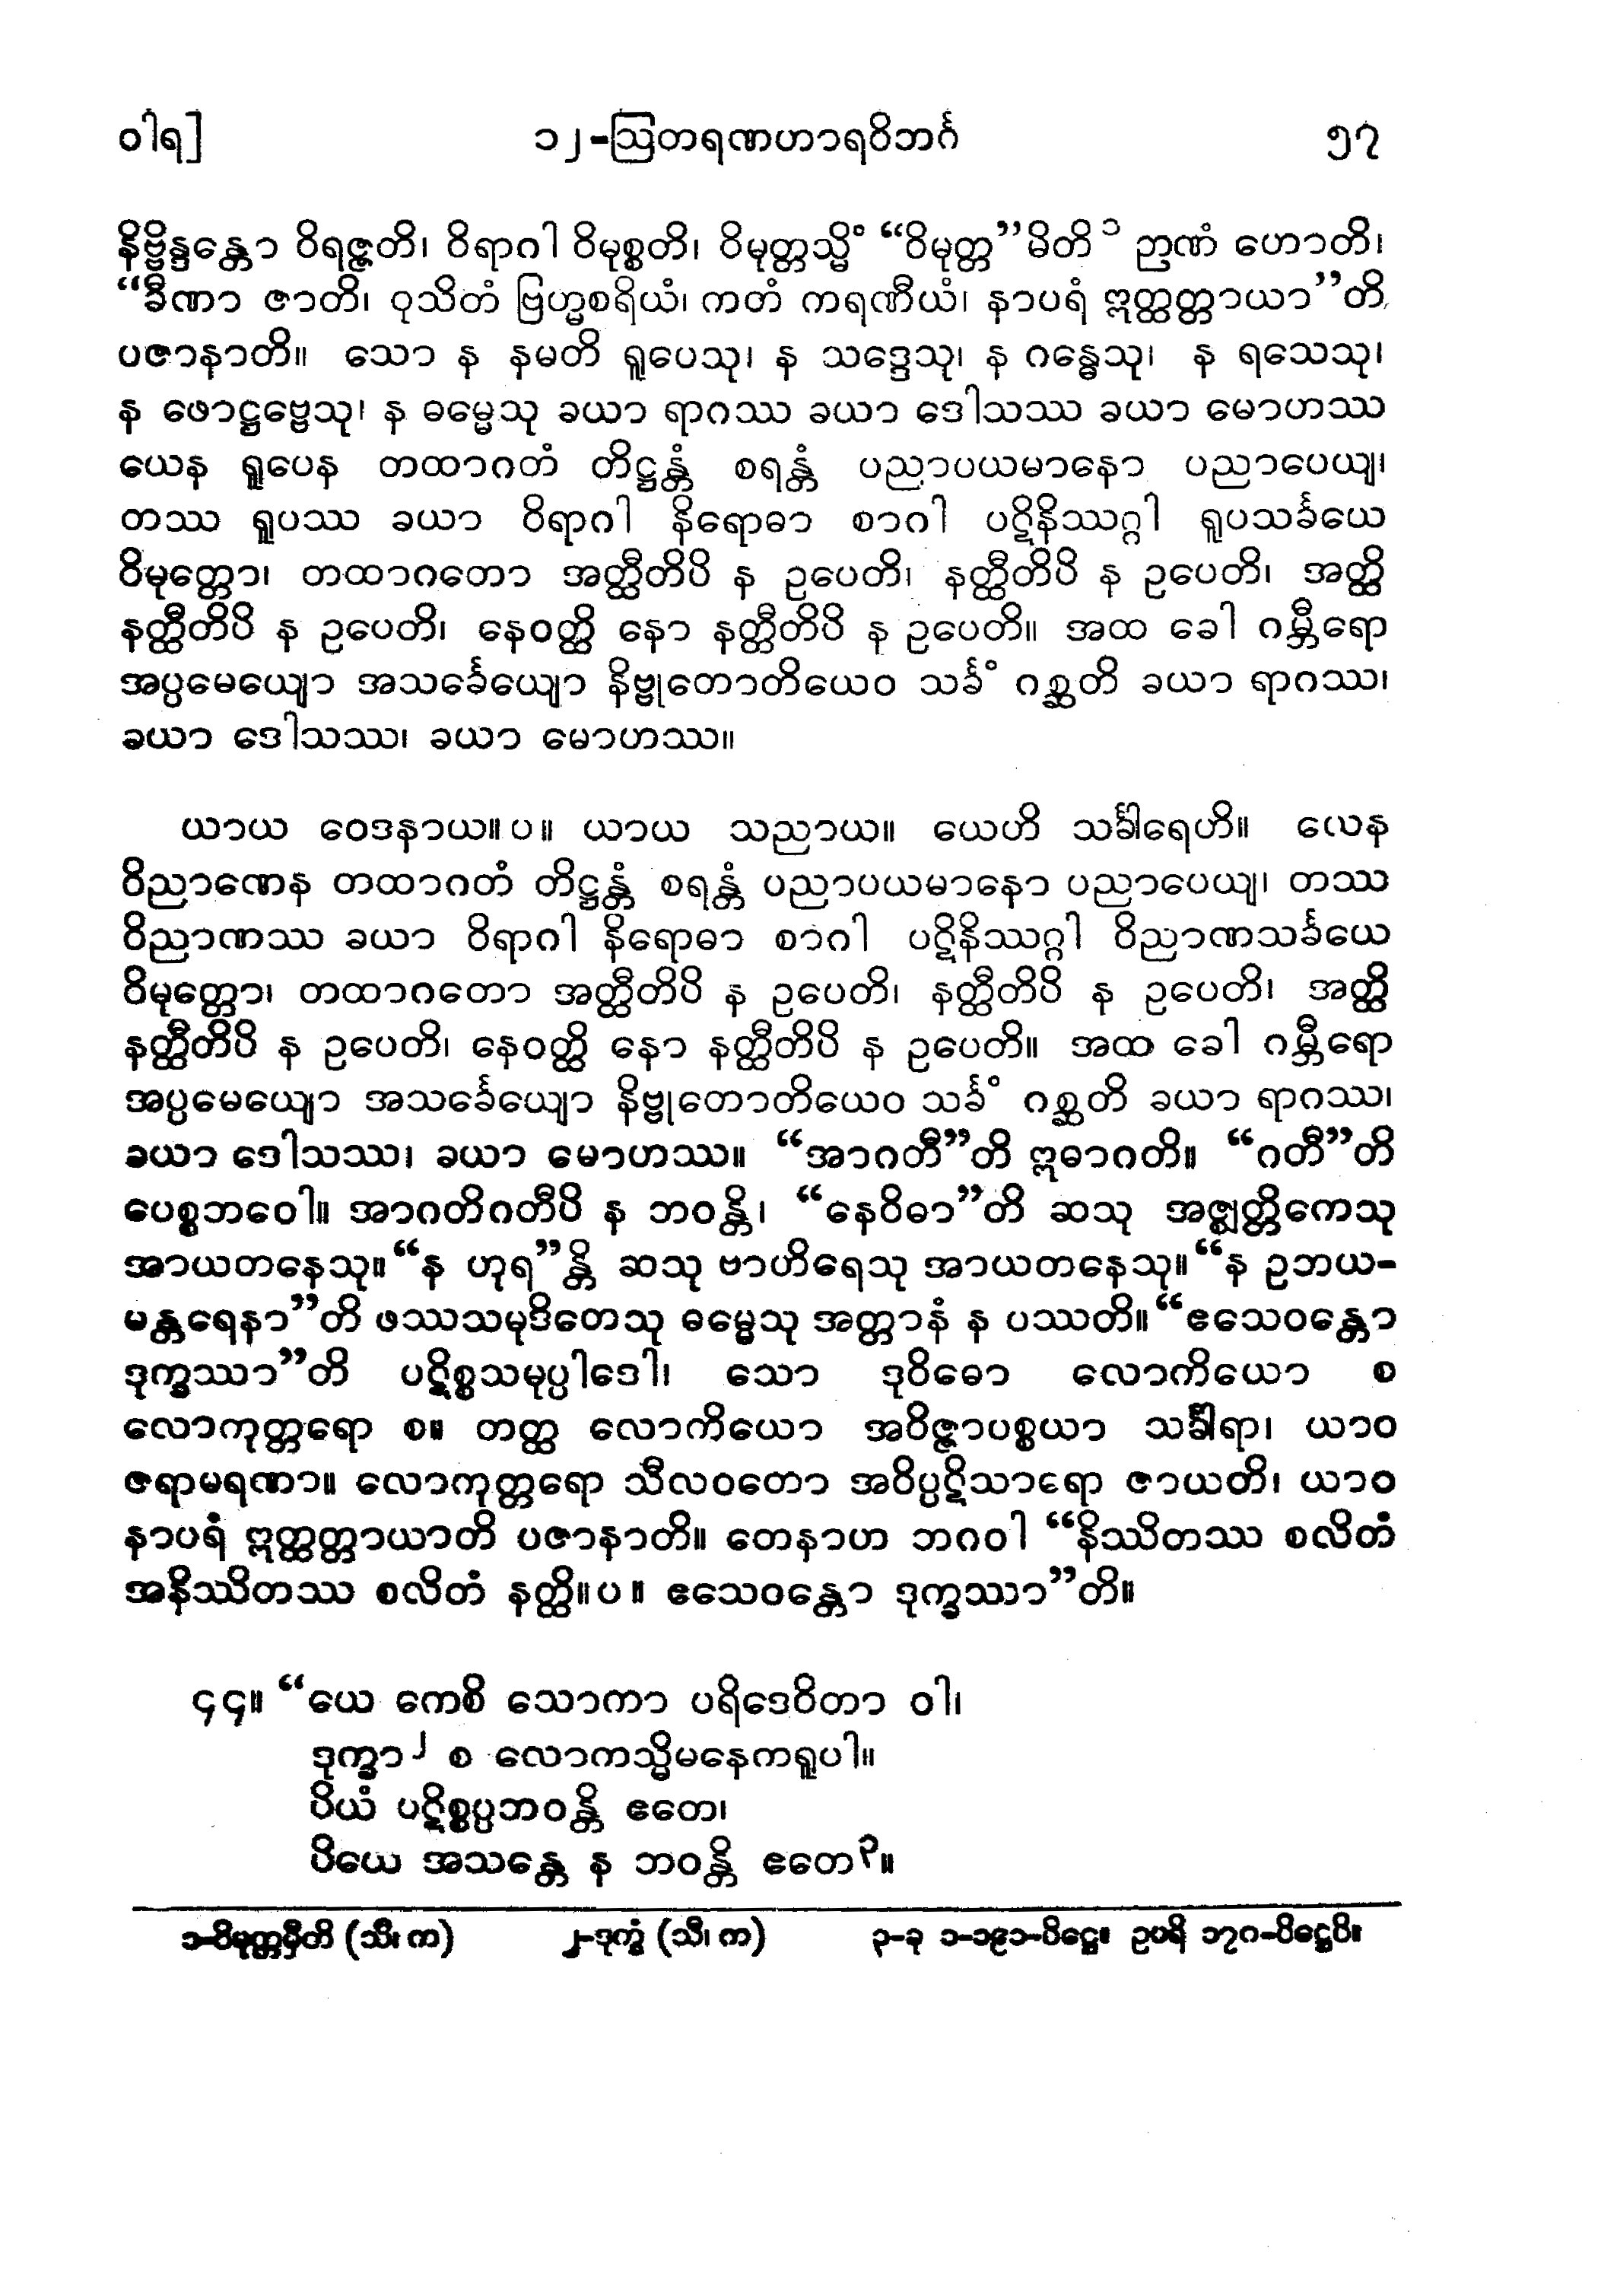 ဝါရ] ၁၂-ဩတရဏဟာရဝိဘင်္ဂ ၅၇
နိဗ္ဗိန္ဒန္တော ဝိရဇ္ဇတိ၊ ဝိရာဂါ ဝိမုစ္စတိ၊ ဝိမုတ္တသ္မိံ “ဝိမုတ္တ”မိတိ ၁ ဉာဏံ ဟောတိ၊
“ခီဏာ ဇာတိ၊ ဝုသိတံ ဗြဟ္မစရိယံ၊ ကတံ ကရဏီယံ၊ နာပရံ ဣတ္ထတ္တာယာ”တိ
ပဇာနာတိ။ သော န နမတိ ရူပေသု၊ န သဒ္ဒေသု၊ န ဂန္ဓေသု၊ န ရသေသု၊
န ဖောဋ္ဌဗ္ဗေသု၊ န ဓမ္မေသု ခယာ ရာဂဿ ခယာ ဒေါသဿ ခယာ မောဟဿ
ယေန ရူပေန တထာဂတံ တိဋ္ဌန္တံ စရန္တံ ပညာပယမာနော ပညာပေယျ၊
တဿ ရူပဿ ခယာ ဝိရာဂါ နိရောဓာ စာဂါ ပဋိနိဿဂ္ဂါ ရူပသင်္ခယေ
ဝိမုတ္တော၊ တထာဂတော အတ္ထီတိပိ န ဥပေတိ၊ နတ္ထီတိပိ န ဥပေတိ၊ အတ္ထိ
နတ္ထီတိပိ န ဥပေတိ၊ နေဝတ္ထိ နော နတ္ထီတိပိ န ဥပေတိ။ အထ ခေါ ဂမ္ဘီရော
အပ္ပမေယျော အသင်္ခေယျော နိဗ္ဗုတောတိယေဝ သင်္ခံ ဂစ္ဆတိ ခယာ ရာဂဿ၊
ခယာ ဒေါသဿ၊ ခယာ မောဟဿ။
ယာယ ဝေဒနာယ။ပ။ ယာယ သညာယ။ ယေဟိ သင်္ခါရေဟိ။ ယေန
ဝိညာဏေန တထာဂတံ တိဋ္ဌန္တံ စရန္တံ ပညာပယမာနော ပညာပေယျ၊ တဿ
ဝိညာဏဿ ခယာ ဝိရာဂါ နိရောဓာ စာဂါ ပဋိနိဿဂ္ဂါ ဝိညာဏသင်္ခယေ
ဝိမုတ္တော၊ တထာဂတော အတ္ထီတိပိ န ဥပေတိ၊ နတ္ထီတိပိ န ဥပေတိ၊ အတ္ထိ
နတ္ထီတိပိ န ဥပေတိ၊ နေဝတ္ထိ နော နတ္ထီတိပိ န ဥပေတိ။ အထ ခေါ ဂမ္ဘီရော
အပ္ပမေယျော အသင်္ခေယျော နိဗ္ဗုတောတိယေဝ သင်္ခံ ဂစ္ဆတိ ခယာ ရာဂဿ၊
ခယာ ဒေါသဿ၊ ခယာ မောဟဿ။ “အာဂတီ”တိ ဣဓာဂတိ။ “ဂတီ”တိ
ပေစ္စဘဝေါ။ အာဂတိဂတီပိ န ဘဝန္တိ၊ “နေဝိဓာ”တိ ဆသု အဇ္ဈတ္တိကေသု
အာယတနေသု။ “န ဟုရ”န္တိ ဆသု ဗာဟိရေသု အာယတနေသု။ “န ဥဘယ-
မန္တရေနာ”တိ ဖဿသမုဒိတေသု ဓမ္မေသု အတ္တာနံ န ပဿတိ။ “ဧသေဝန္တော
ဒုက္ခဿာ”တိ ပဋိစ္စသမုပ္ပါဒေါ၊ သော ဒုဝိဓော လောကိယော စ
လောကုတ္တရော စ။ တတ္ထ လောကိယော အဝိဇ္ဇာပစ္စယာ သင်္ခါရာ၊ ယာဝ
ဇရာမရဏာ။ လောကုတ္တရော သီလဝတော အဝိပ္ပဋိသာရော ဇာယတိ၊ ယာဝ
နာပရံ ဣတ္ထတ္တာယာတိ ပဇာနာတိ။ တေနာဟ ဘဂဝါ “နိဿိတဿ စလိတံ
အနိဿိတဿ စလိတံ နတ္ထိ။ပ။ ဧသေဝန္တော ဒုက္ခဿာ”တိ။
၄၄။ “ယေ ကေစိ သောကာ ပရိဒေဝိတာ ဝါ၊
ဒုက္ခာ ၂ စ လောကသ္မိမနေကရူပါ။
ပိယံ ပဋိစ္စပ္ပဘဝန္တိ ဧတေ၊
ပိယေ အသန္တေ န ဘဝန္တိ ဧတေ ၃။
၁-ဝိမုတ္တမှီတိ (သီ၊ က) ၂-ဒုက္ခံ (သီ၊ က) ၃-ခု ၁-၁၉၁-ပိဋ္ဌေ။ ဥပရိ ၁၇၀-ပိဋ္ဌေပိ။